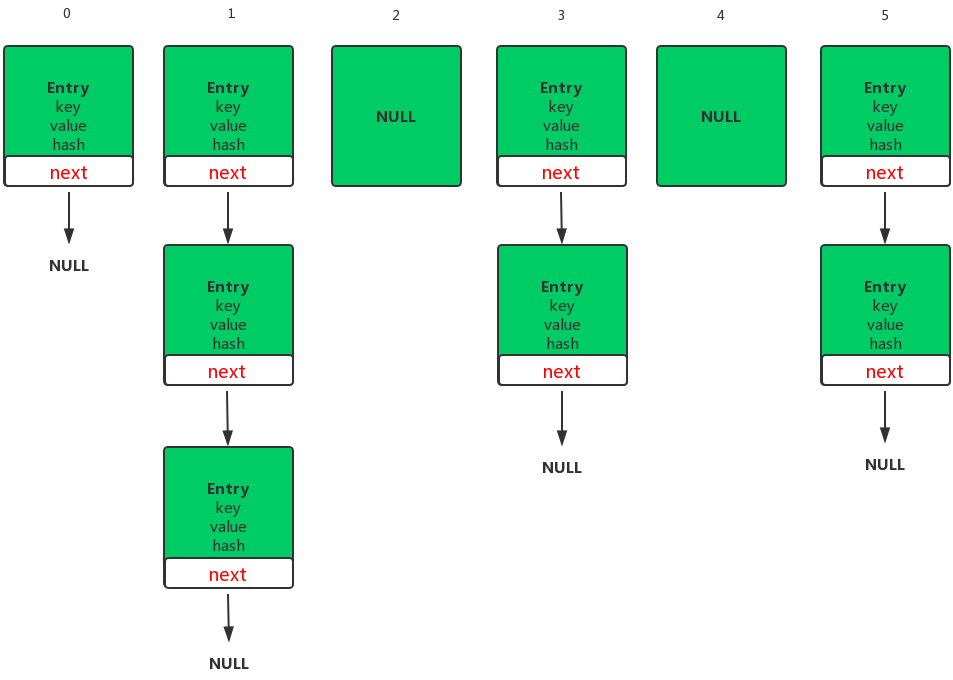 0
1
2
3
4
5
Entry
key
value
hash
next
NULL
Entry
key
value
hash
next
Entry
key
value
hash
next
Entry
key
value
hash
next
NULL
NULL
Entry
key
value
hash
next
Entry
key
value
hash
next
NULL
NULL
Entry
key
value
hash
next
Entry
key
value
hash
next
NULL